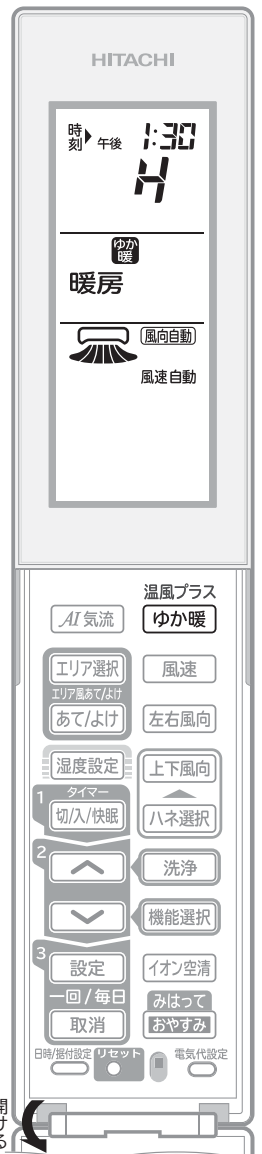 HITACHI
時刻 午後 1:30
H
ゆか暖
暖房
風向自動
風速自動
温風プラス
AI気流 ゆか暖
エリア選択 風速
エリア風あて/よけ
あて/よけ 左右風向
湿度設定 上下風向
タイマー
1 切/入/快眠 ハネ選択
2 洗浄
機能選択
3 設定 イオン空清
一回/毎日 みはって
取消 おやすみ
日時/据付設定 リセット 電気代設定
開ける